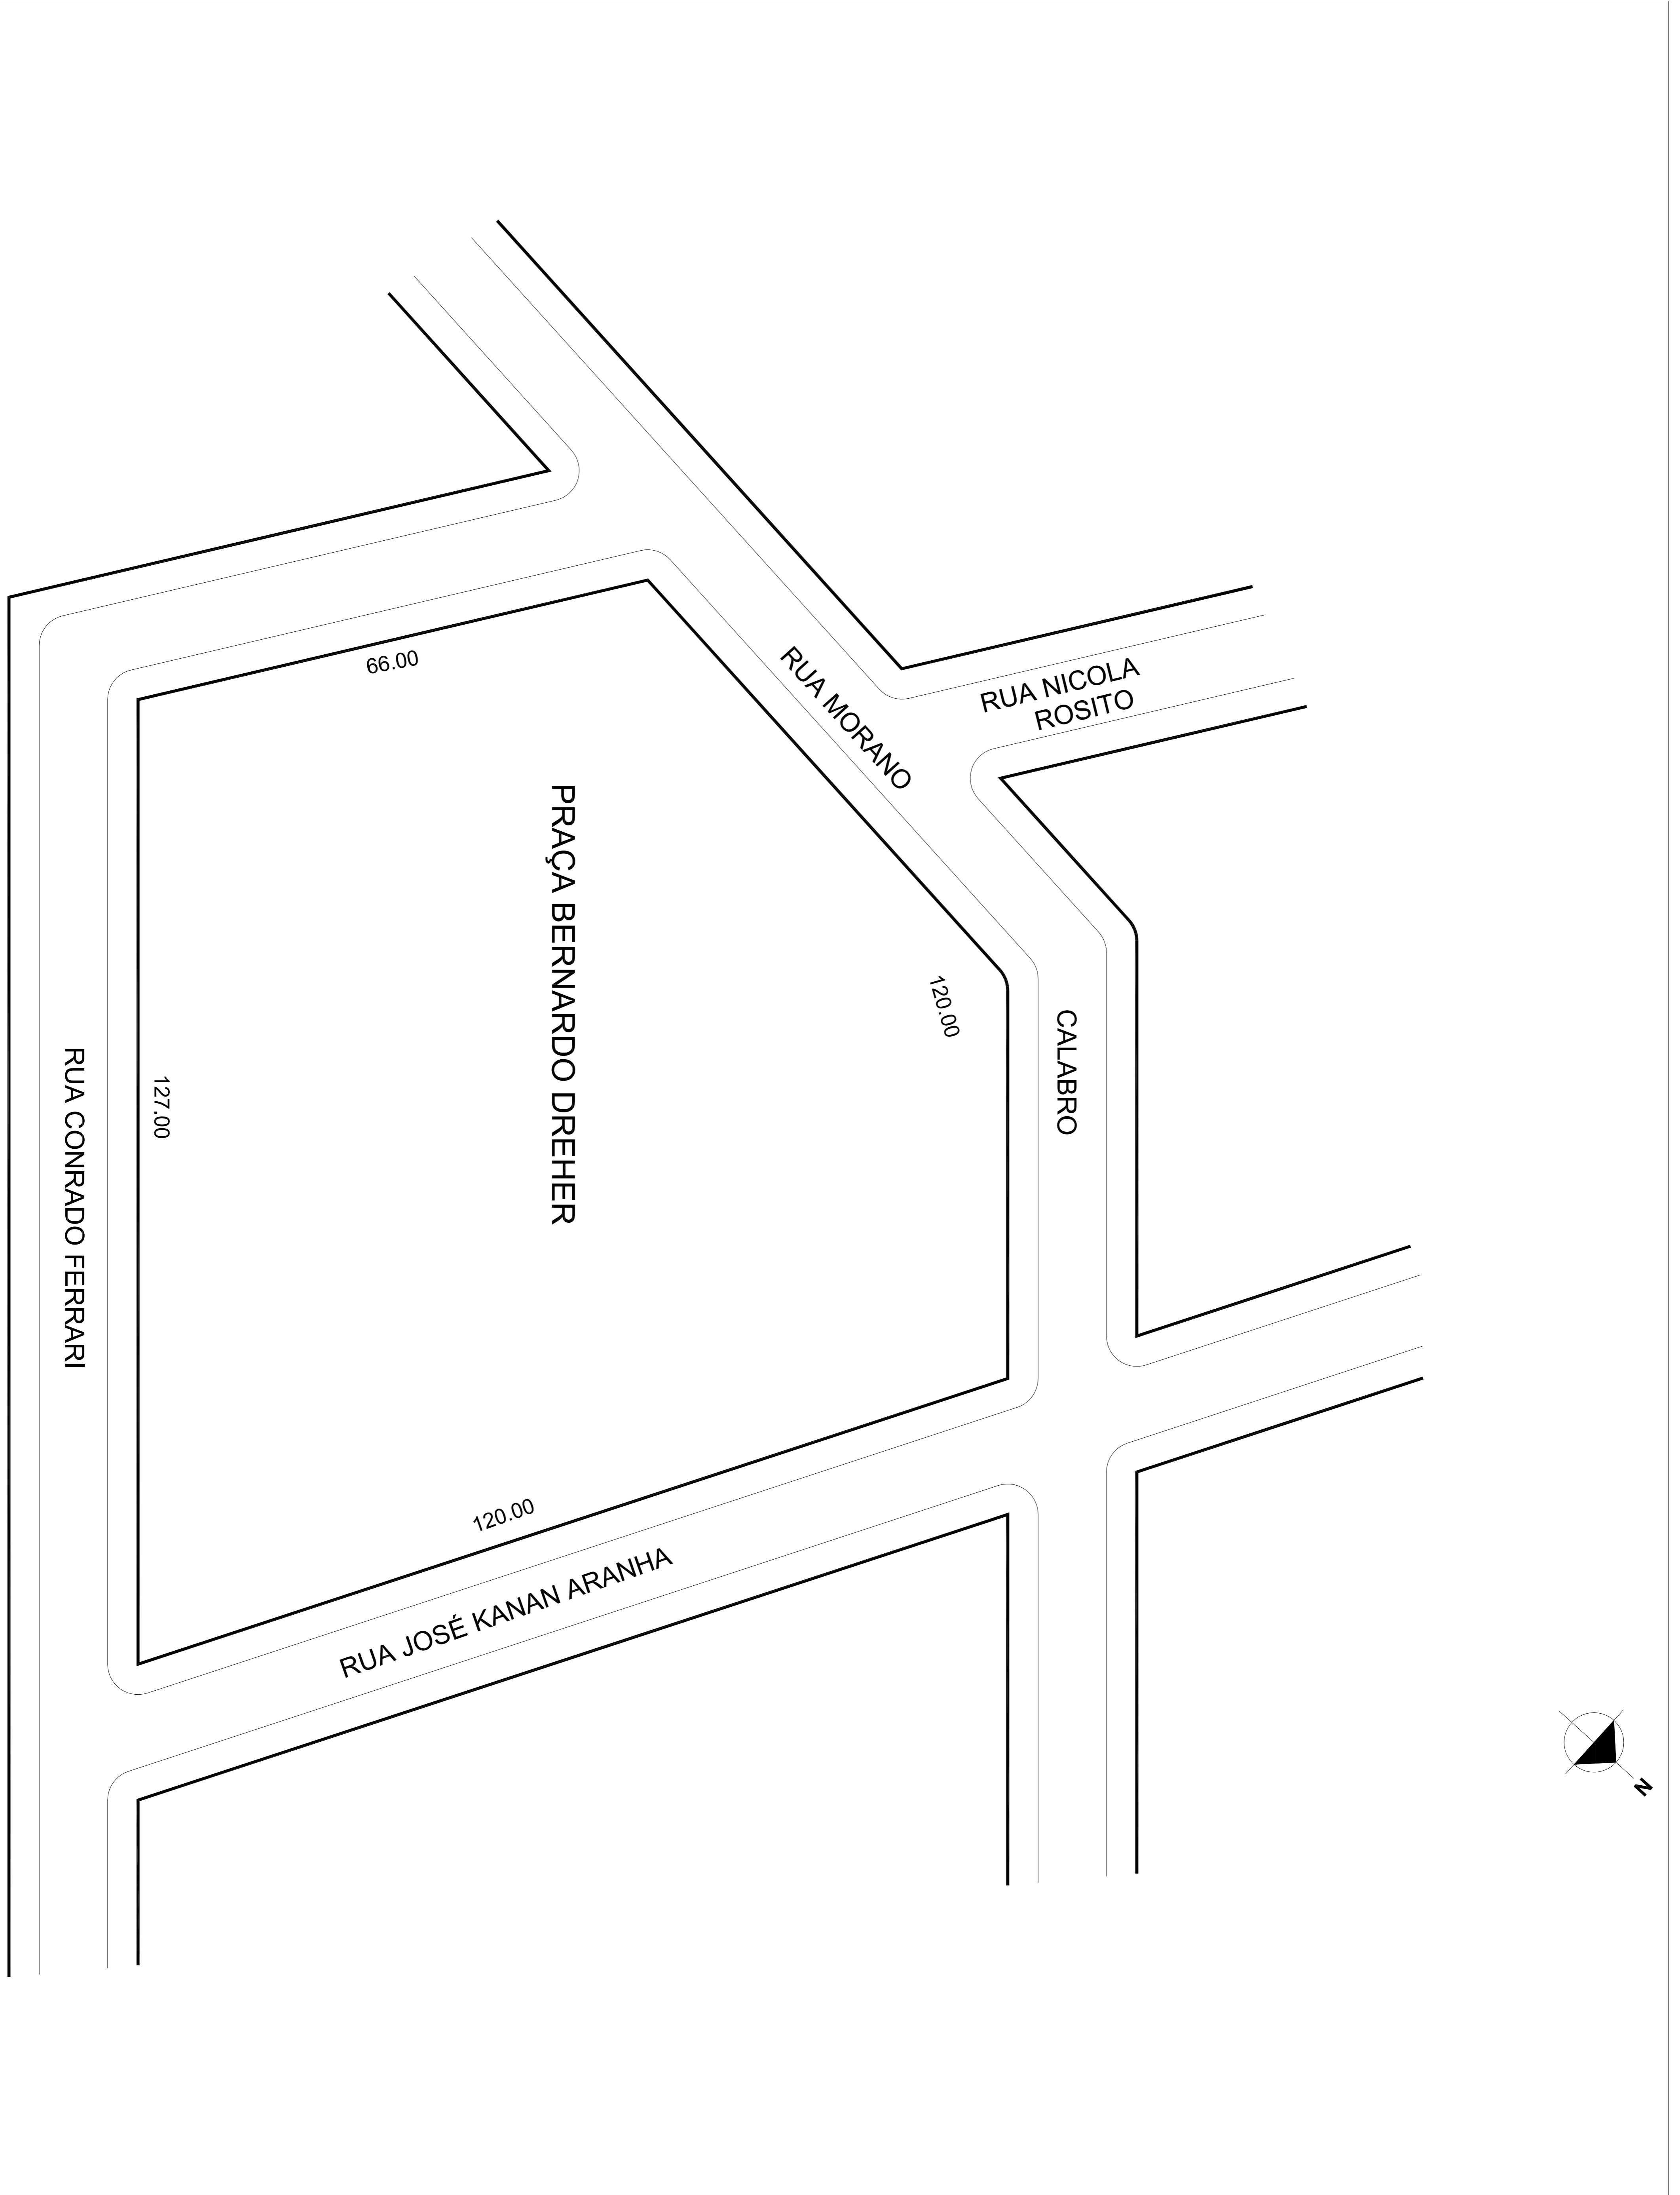 RUA NICOLA
ROSITO
RUA MORANO
66.00
PRAÇA BERNARDO DREHER
120.00
CALABRO
127.00
RUA CONRADO FERRARI
120.00
RUA JOSÉ KANAN ARANHA
N